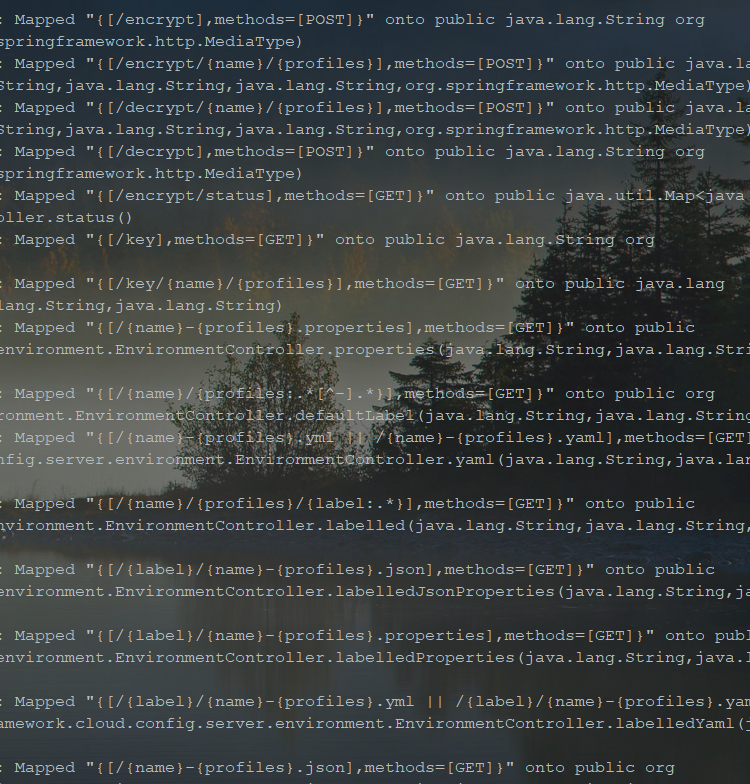 : Mapped "{[/encrypt],methods=[POST]}" onto public java.lang.String org
springframework.http.MediaType)
: Mapped "{[/encrypt/{name}/{profiles}],methods=[POST]}" onto public java.la
String,java.lang.String,java.lang.String,org.springframework.http.MediaType)
: Mapped "{[/decrypt/{name}/{profiles}],methods=[POST]}" onto public java.la
String,java.lang.String,java.lang.String,org.springframework.http.MediaType)
: Mapped "{[/decrypt],methods=[POST]}" onto public java.lang.String org
springframework.http.MediaType)
: Mapped "{[/encrypt/status],methods=[GET]}" onto public java.util.Map<java
oller.status()
: Mapped "{[/key],methods=[GET]}" onto public java.lang.String org
: Mapped "{[/key/{name}/{profiles}],methods=[GET]}" onto public java.lang
lang.String,java.lang.String)
: Mapped "{[/{name}-{profiles}.properties],methods=[GET]}" onto public
environment.EnvironmentController.properties(java.lang.String,java.lang.Stri
: Mapped "{[/{name}/{profiles:.*[^-].*}],methods=[GET]}" onto public org
ronment.EnvironmentController.defaultLabel(java.lang.String,java.lang.String
: Mapped "{[/{name}-{profiles}.yml || /{name}-{profiles}.yaml],methods=[GET]
nfig.server.environment.EnvironmentController.yaml(java.lang.String,java.lan
: Mapped "{[/{name}/{profiles}/{label:.*}],methods=[GET]}" onto public
nvironment.EnvironmentController.labelled(java.lang.String,java.lang.String,
: Mapped "{[/{label}/{name}-{profiles}.json],methods=[GET]}" onto public
environment.EnvironmentController.labelledJsonProperties(java.lang.String,ja
: Mapped "{[/{label}/{name}-{profiles}.properties],methods=[GET]}" onto publ
environment.EnvironmentController.labelledProperties(java.lang.String,java.l
: Mapped "{[/{label}/{name}-{profiles}.yml || /{label}/{name}-{profiles}.yam
amework.cloud.config.server.environment.EnvironmentController.labelledYaml(j
: Mapped "{[/{name}-{profiles}.json],methods=[GET]}" onto public org